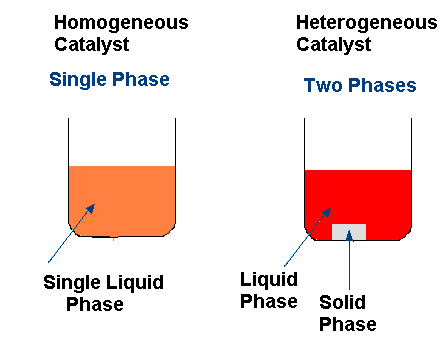 Homogeneous
Catalyst
Single Phase
Single Liquid
Phase
Heterogeneous
Catalyst
Two Phases
Liquid
Phase
Solid
Phase